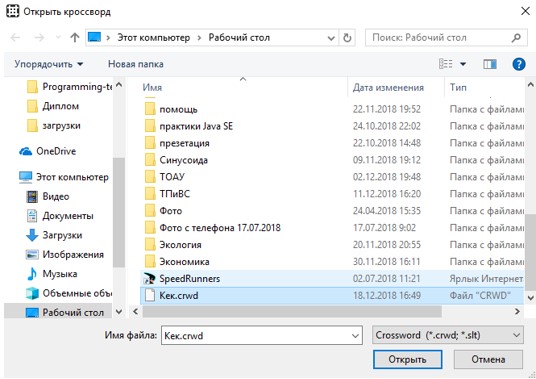 Открыть кроссворд
Этот компьютер > Рабочий стол
Поиск: Рабочий стол
Упорядочить
Новая папка
Programming-te
Диплом
загрузки
OneDrive
Этот компьютер
Видео
Документы
Загрузки
Изображения
Музыка
Объемные объе
Рабочий стол
Имя Дата изменения Тип
помощь 22.11.2018 19:52 Папка с файлами
практики Java SE 24.10.2018 22:02 Папка с файлами
презетация 22.10.2018 14:48 Папка с файлами
Синусоида 09.11.2018 19:12 Папка с файлами
ТОАУ 02.12.2018 19:48 Папка с файлами
ТПиВС 11.12.2018 16:20 Папка с файлами
Фото 24.04.2018 15:35 Папка с файлами
Фото с телефона 17.07.2018 17.07.2018 9:02 Папка с файлами
Экология 20.11.2018 20:55 Папка с файлами
Экономика 30.11.2018 16:11 Папка с файлами
SpeedRunners 02.07.2018 11:21 Ярлык Интернета
Кек.crwd 18.12.2018 16:49 Файл "CRWD"
Имя файла: Кек.crwd
Crossword (*.crwd; *.slt)
Открыть
Отмена